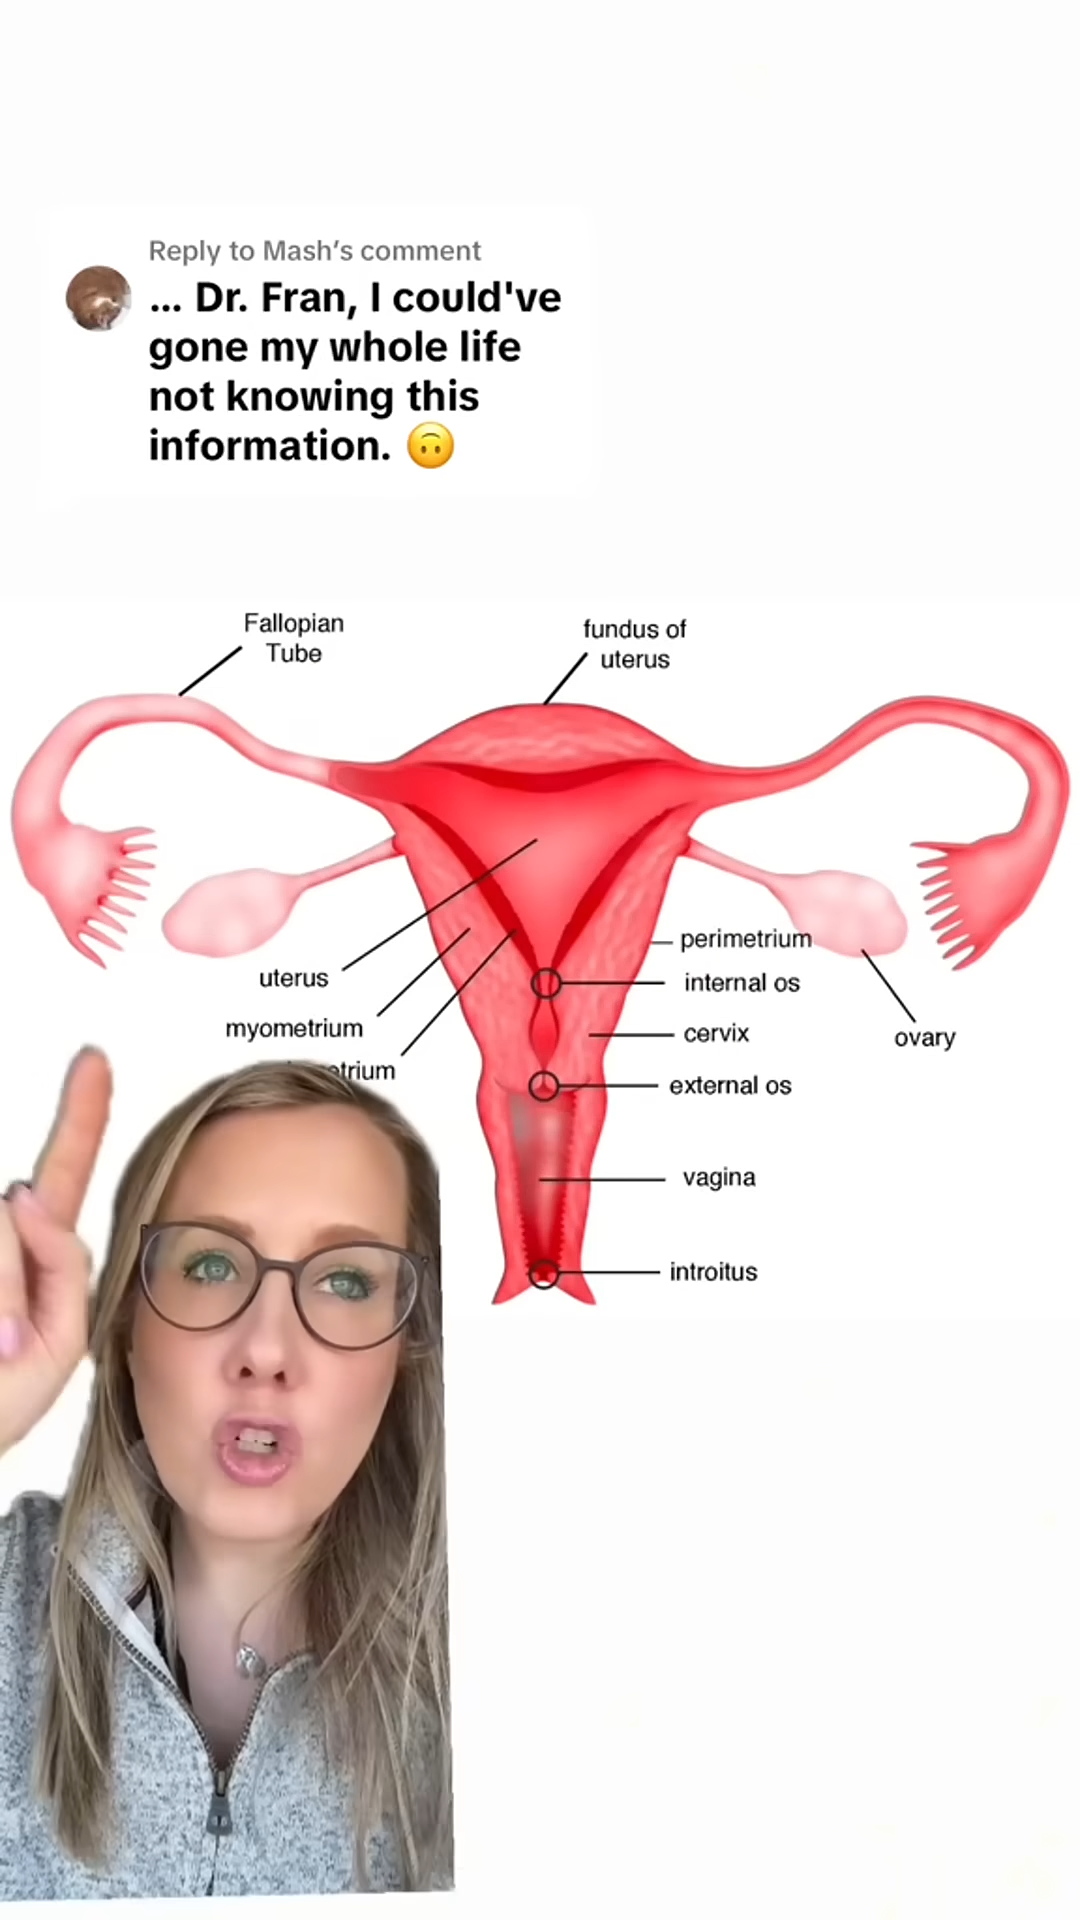 Reply to Mash's comment
... Dr. Fran, I could've
gone my whole life
not knowing this
information. 🙃
Fallopian
Tube
fundus of
uterus
perimetrium
uterus
internal os
myometrium
cervix
ovary
etrium
external os
vagina
introitus